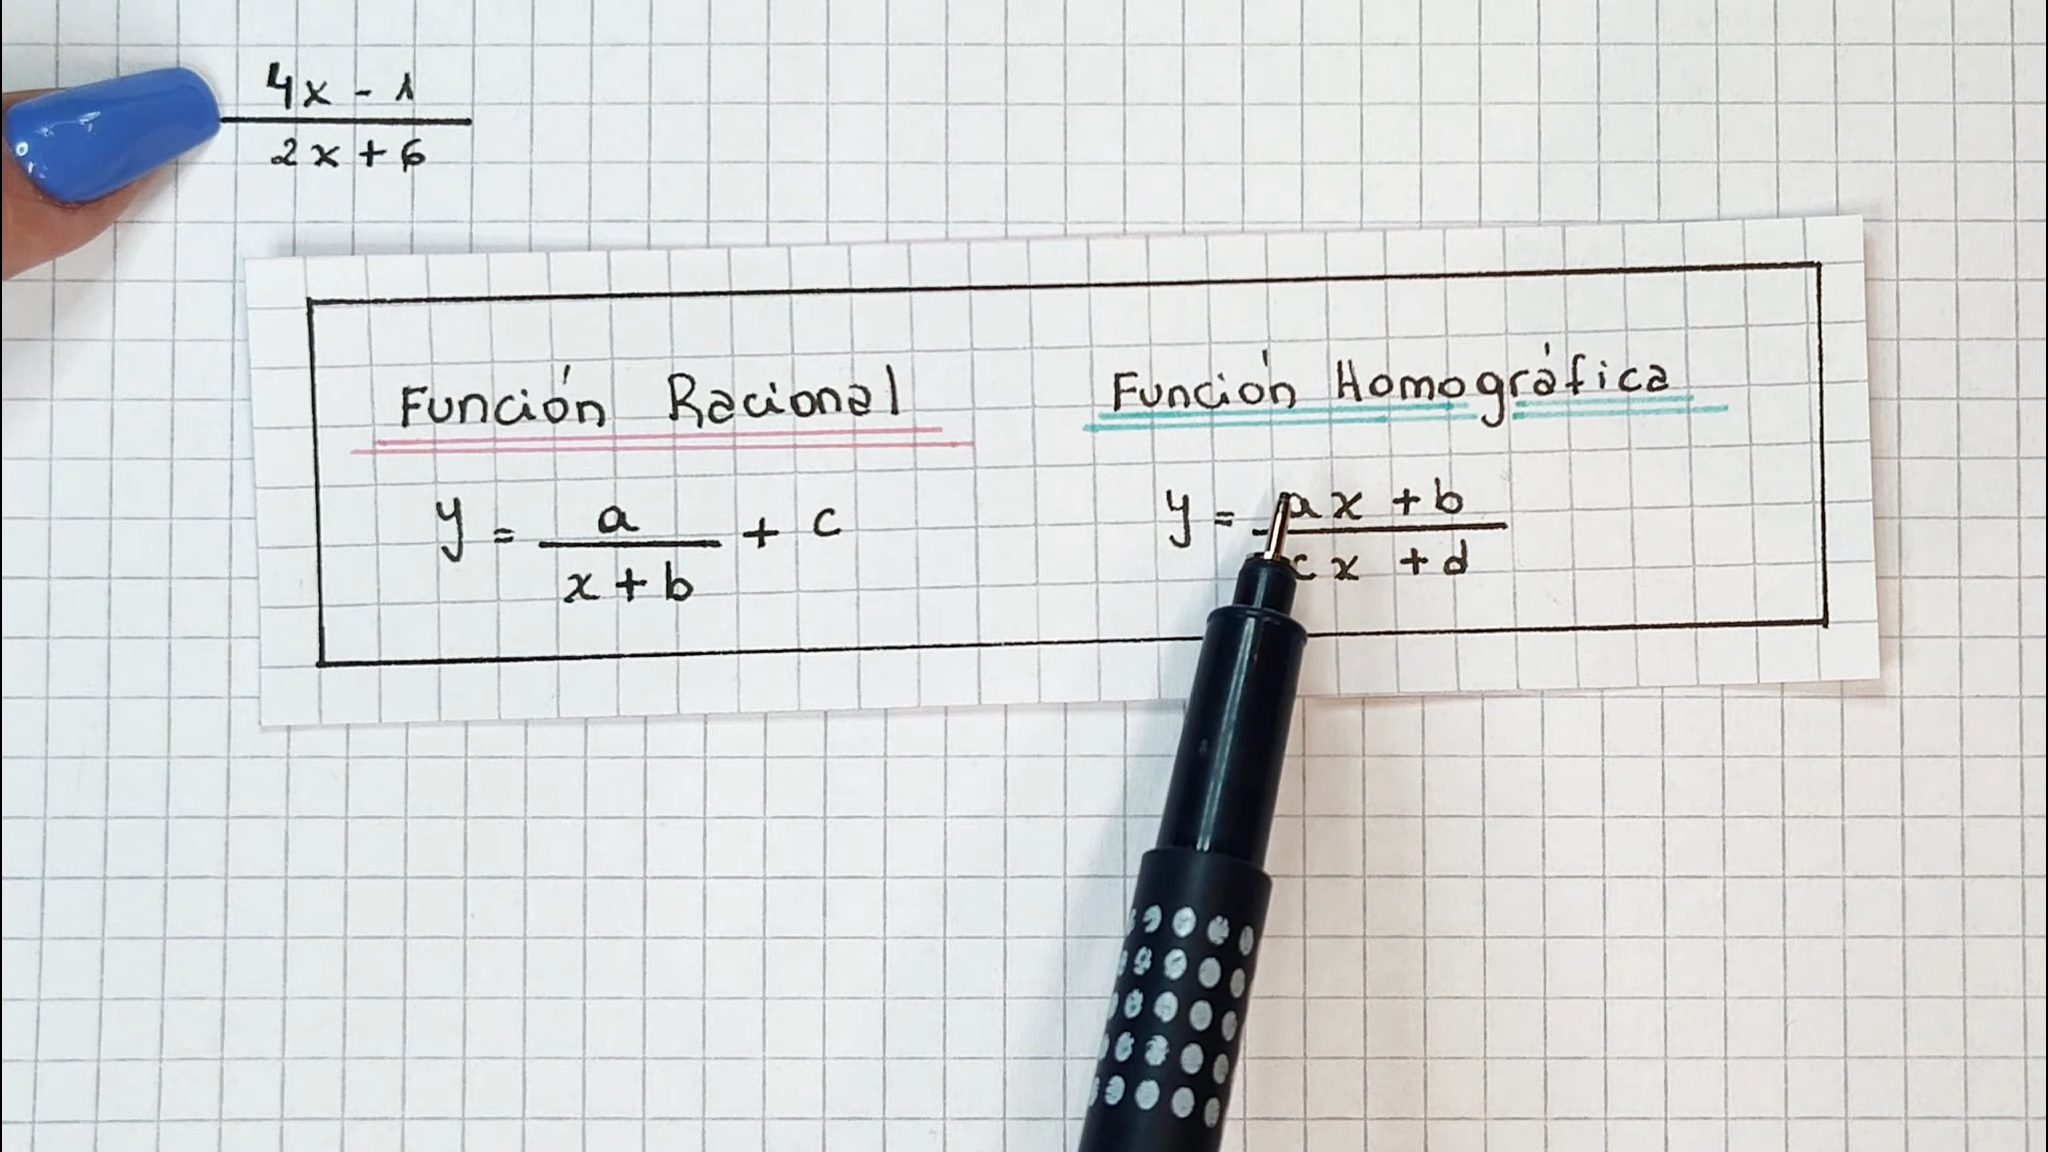 4x - 1
2x + 6
Función Racional
y = a / x + b + c
Función Homográfica
y = ax + b / cx + d